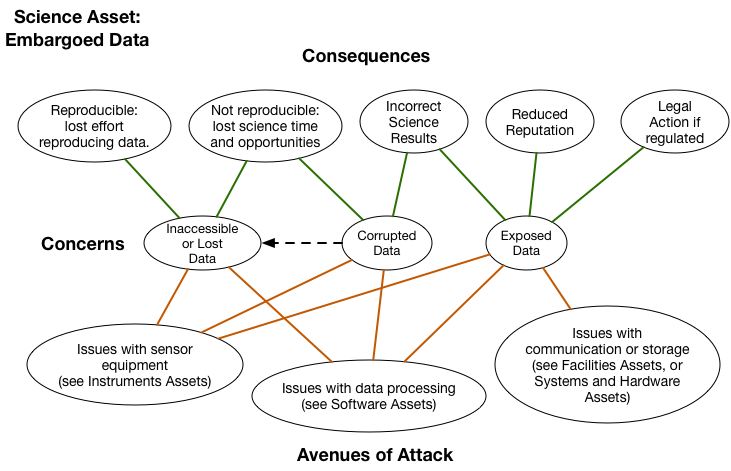 Science Asset:
Embargoed Data
Consequences
Reproducible:
lost effort
reproducing data.
Not reproducible:
lost science time
and opportunities
Incorrect
Science
Results
Reduced
Reputation
Legal
Action if
regulated
Concerns
Inaccessible
or Lost
Data
Corrupted
Data
Exposed
Data
Issues with sensor
equipment
(see Instruments Assets)
Issues with data processing
(see Software Assets)
Issues with
communication or storage
(see Facilities Assets, or
Systems and Hardware
Assets)
Avenues of Attack